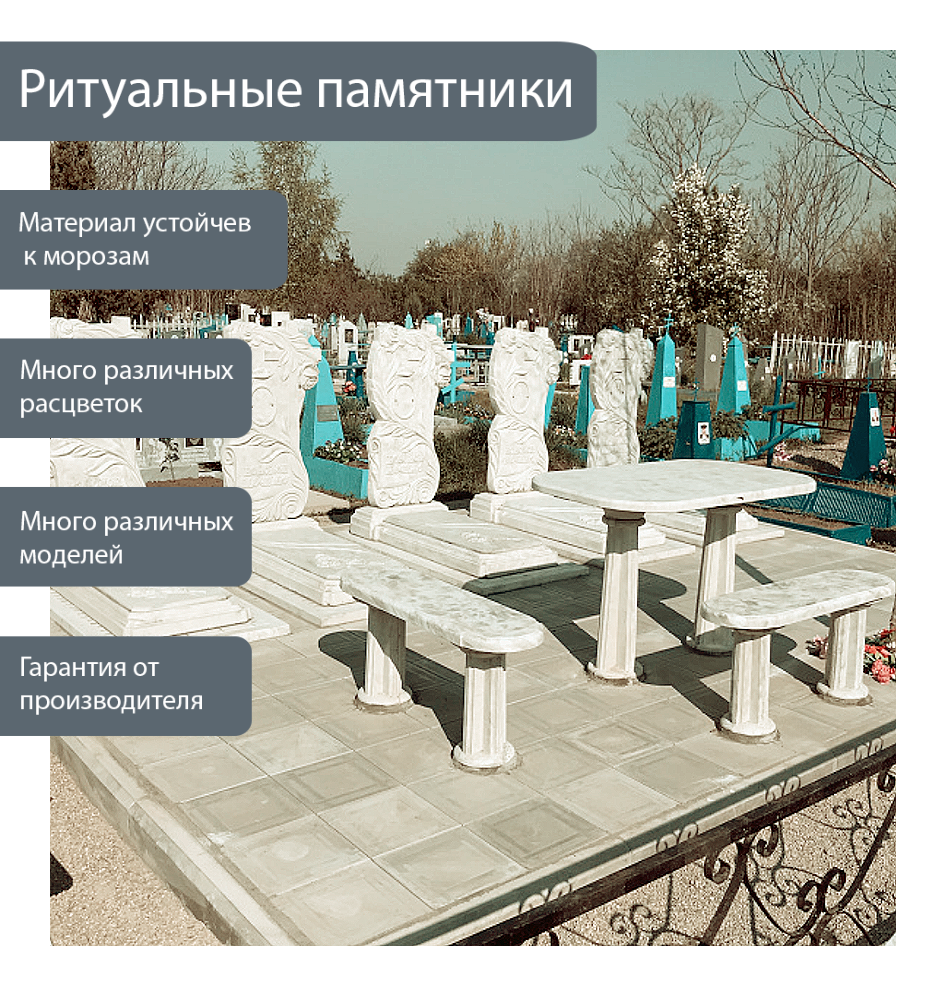 Ритуальные памятники
Материал устойчев
к морозам
Много различных
расцветок
Много различных
моделей
Гарантия от
производителя